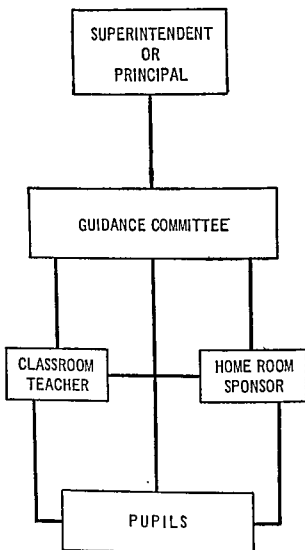 SUPERINTENDENT
OR
PRINCIPAL
GUIDANCE COMMITTEE
CLASSROOM
TEACHER
HOME ROOM
SPONSOR
PUPILS